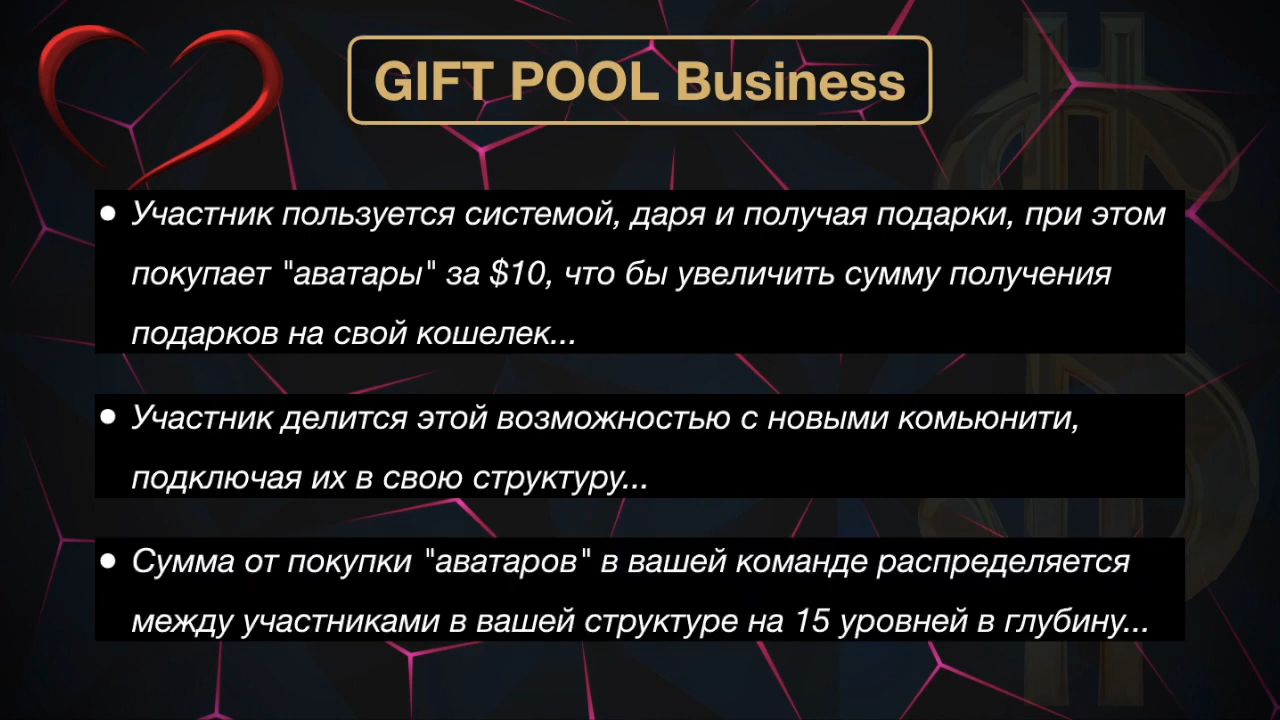 GIFT POOL Business
• Участник пользуется системой, даря и получая подарки, при этом
покупает "аватары" за $10, что бы увеличить сумму получения
подарков на свой кошелек...
• Участник делится этой возможностью с новыми комьюнити,
подключая их в свою структуру...
• Сумма от покупки "аватаров" в вашей команде распределяется
между участниками в вашей структуре на 15 уровней в глубину...